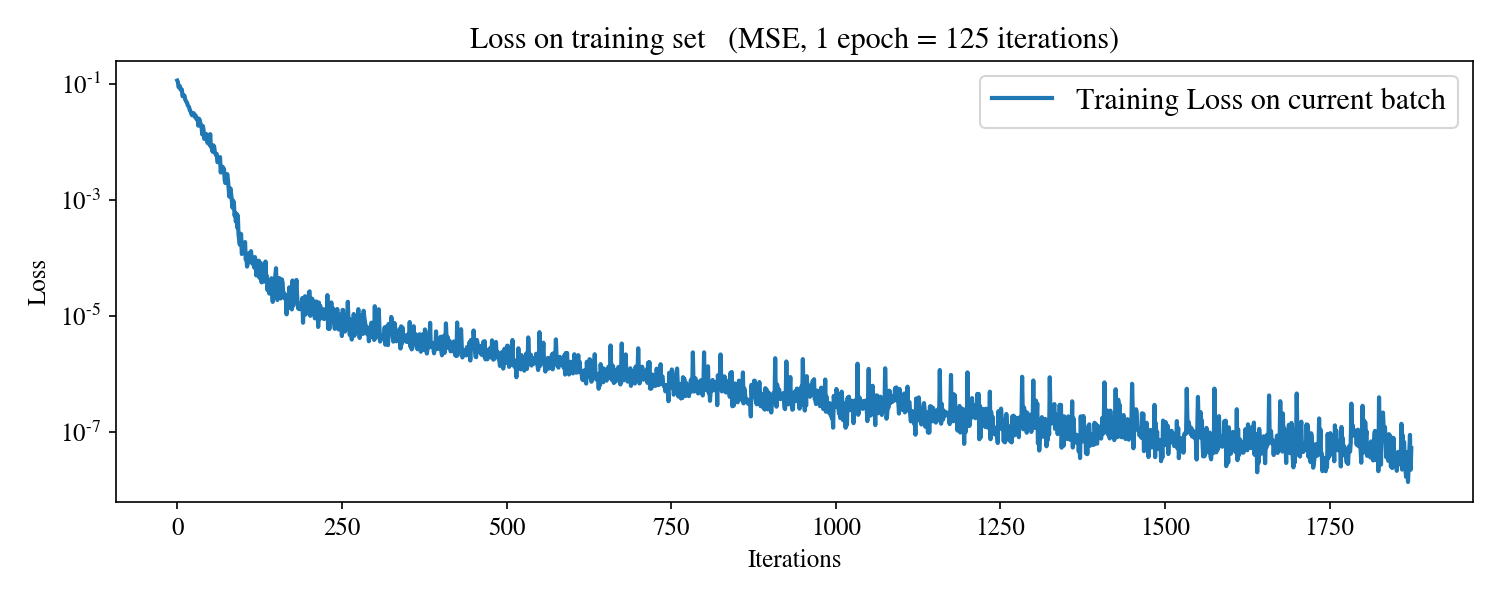 Loss on training set (MSE, 1 epoch = 125 iterations)
Training Loss on current batch
Loss
10-1
10-3
10-5
10-7
0 250 500 750 1000 1250 1500 1750
Iterations